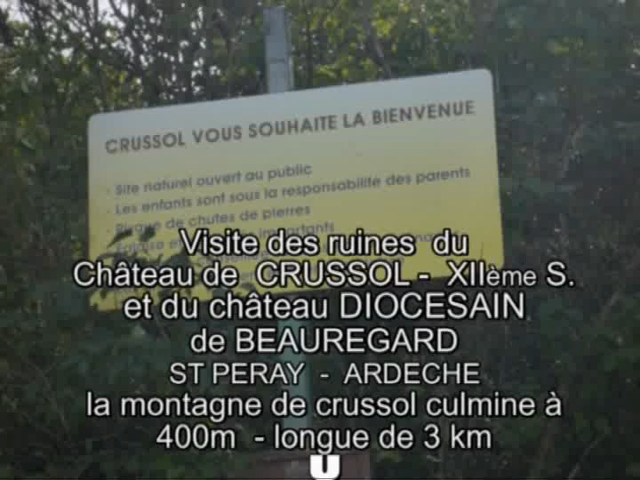 CRUSSOL VOUS SOUHAITE LA BIENVENUE
- Site naturel ouvert au public
- Les enfants sont sous la responsabilité des parents
- Risque de chutes de pierres
Visite des ruines du
Château de CRUSSOL - XIIème S.
et du château DIOCESAIN
de BEAUREGARD
ST PERAY - ARDECHE
la montagne de crussol culmine à
400m - longue de 3 km
U